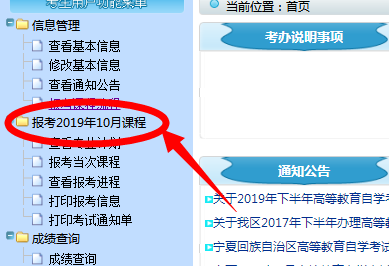 考生用户功能菜单
当前位置：首页
信息管理
查看基本信息
修改基本信息
查看通知公告
报考2019年10月课程
查看专业计划
报考当次课程
查看报考进程
打印报考信息
打印考试通知单
成绩查询
成绩查询
考办说明事项
通知公告
关于2019年下半年高等教育自学考
关于我区2017年下半年办理高等教
宁夏回族自治区高等教育自学考试